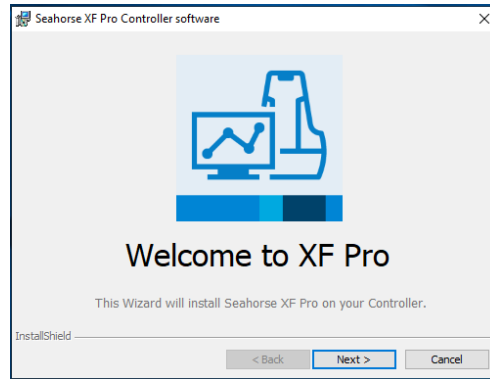 Seahorse XF Pro Controller software
Welcome to XF Pro
This Wizard will install Seahorse XF Pro on your Controller.
InstallShield
< Back Next > Cancel